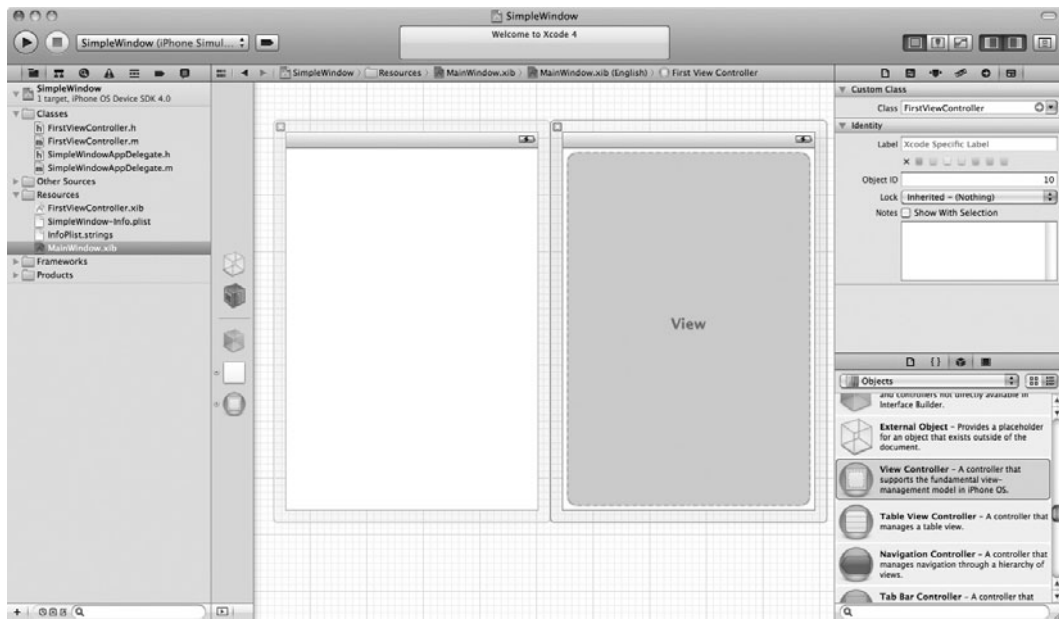 SimpleWindow
SimpleWindow (iPhone Simul...
Welcome to Xcode 4
SimpleWindow
1 target, iPhone OS Device SDK 4.0
Classes
FirstViewController.h
FirstViewController.m
SimpleWindowAppDelegate.h
SimpleWindowAppDelegate.m
Other Sources
Resources
FirstViewController.xib
SimpleWindow-Info.plist
InfoPlist.strings
MainWindow.xib
Frameworks
Products
SimpleWindow Resources MainWindow.xib MainWindow.xib (English) First View Controller
View
Custom Class
Class FirstViewController
Identity
Label Xcode Specific Label
Object ID 10
Lock Inherited - (Nothing)
Notes Show With Selection
Objects
and controllers not directly available in
Interface Builder.
External Object - Provides a placeholder
for an object that exists outside of the
document.
View Controller - A controller that
supports the fundamental view-
management model in iPhone OS.
Table View Controller - A controller that
manages a table view.
Navigation Controller - A controller that
manages navigation through a hierarchy of
views.
Tab Bar Controller - A controller that